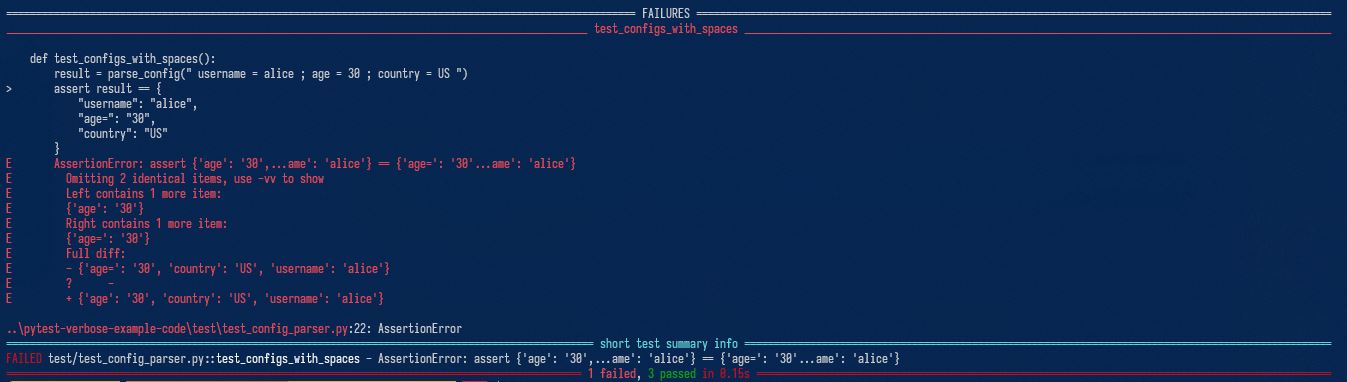 FAILURES
test_configs_with_spaces
def test_configs_with_spaces():
result = parse_config(" username = alice ; age = 30 ; country = US ")
> assert result == {
"username": "alice",
"age=": "30",
"country": "US"
}
E AssertionError: assert {'age': '30',...ame': 'alice'} == {'age=': '30'...ame': 'alice'}
E Omitting 2 identical items, use -vv to show
E Left contains 1 more item:
E {'age': '30'}
E Right contains 1 more item:
E {'age=': '30'}
E Full diff:
E - {'age=': '30', 'country': 'US', 'username': 'alice'}
E ? -
E + {'age': '30', 'country': 'US', 'username': 'alice'}
..\pytest-verbose-example-code\test\test_config_parser.py:22: AssertionError
short test summary info
FAILED test/test_config_parser.py::test_configs_with_spaces - AssertionError: assert {'age': '30',...ame': 'alice'} == {'age=': '30'...ame': 'alice'}
1 failed, 3 passed in 0.15s